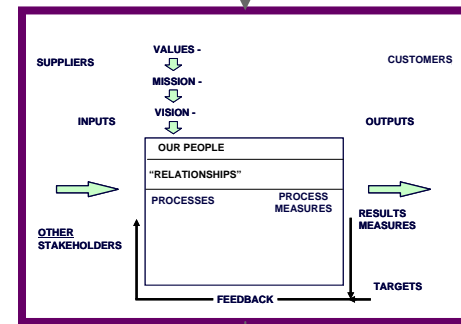 VALUES -
SUPPLIERS
CUSTOMERS
MISSION -
VISION -
INPUTS
OUTPUTS
OUR PEOPLE
“RELATIONSHIPS”
PROCESSES
PROCESS
MEASURES
RESULTS
MEASURES
OTHER
STAKEHOLDERS
TARGETS
FEEDBACK